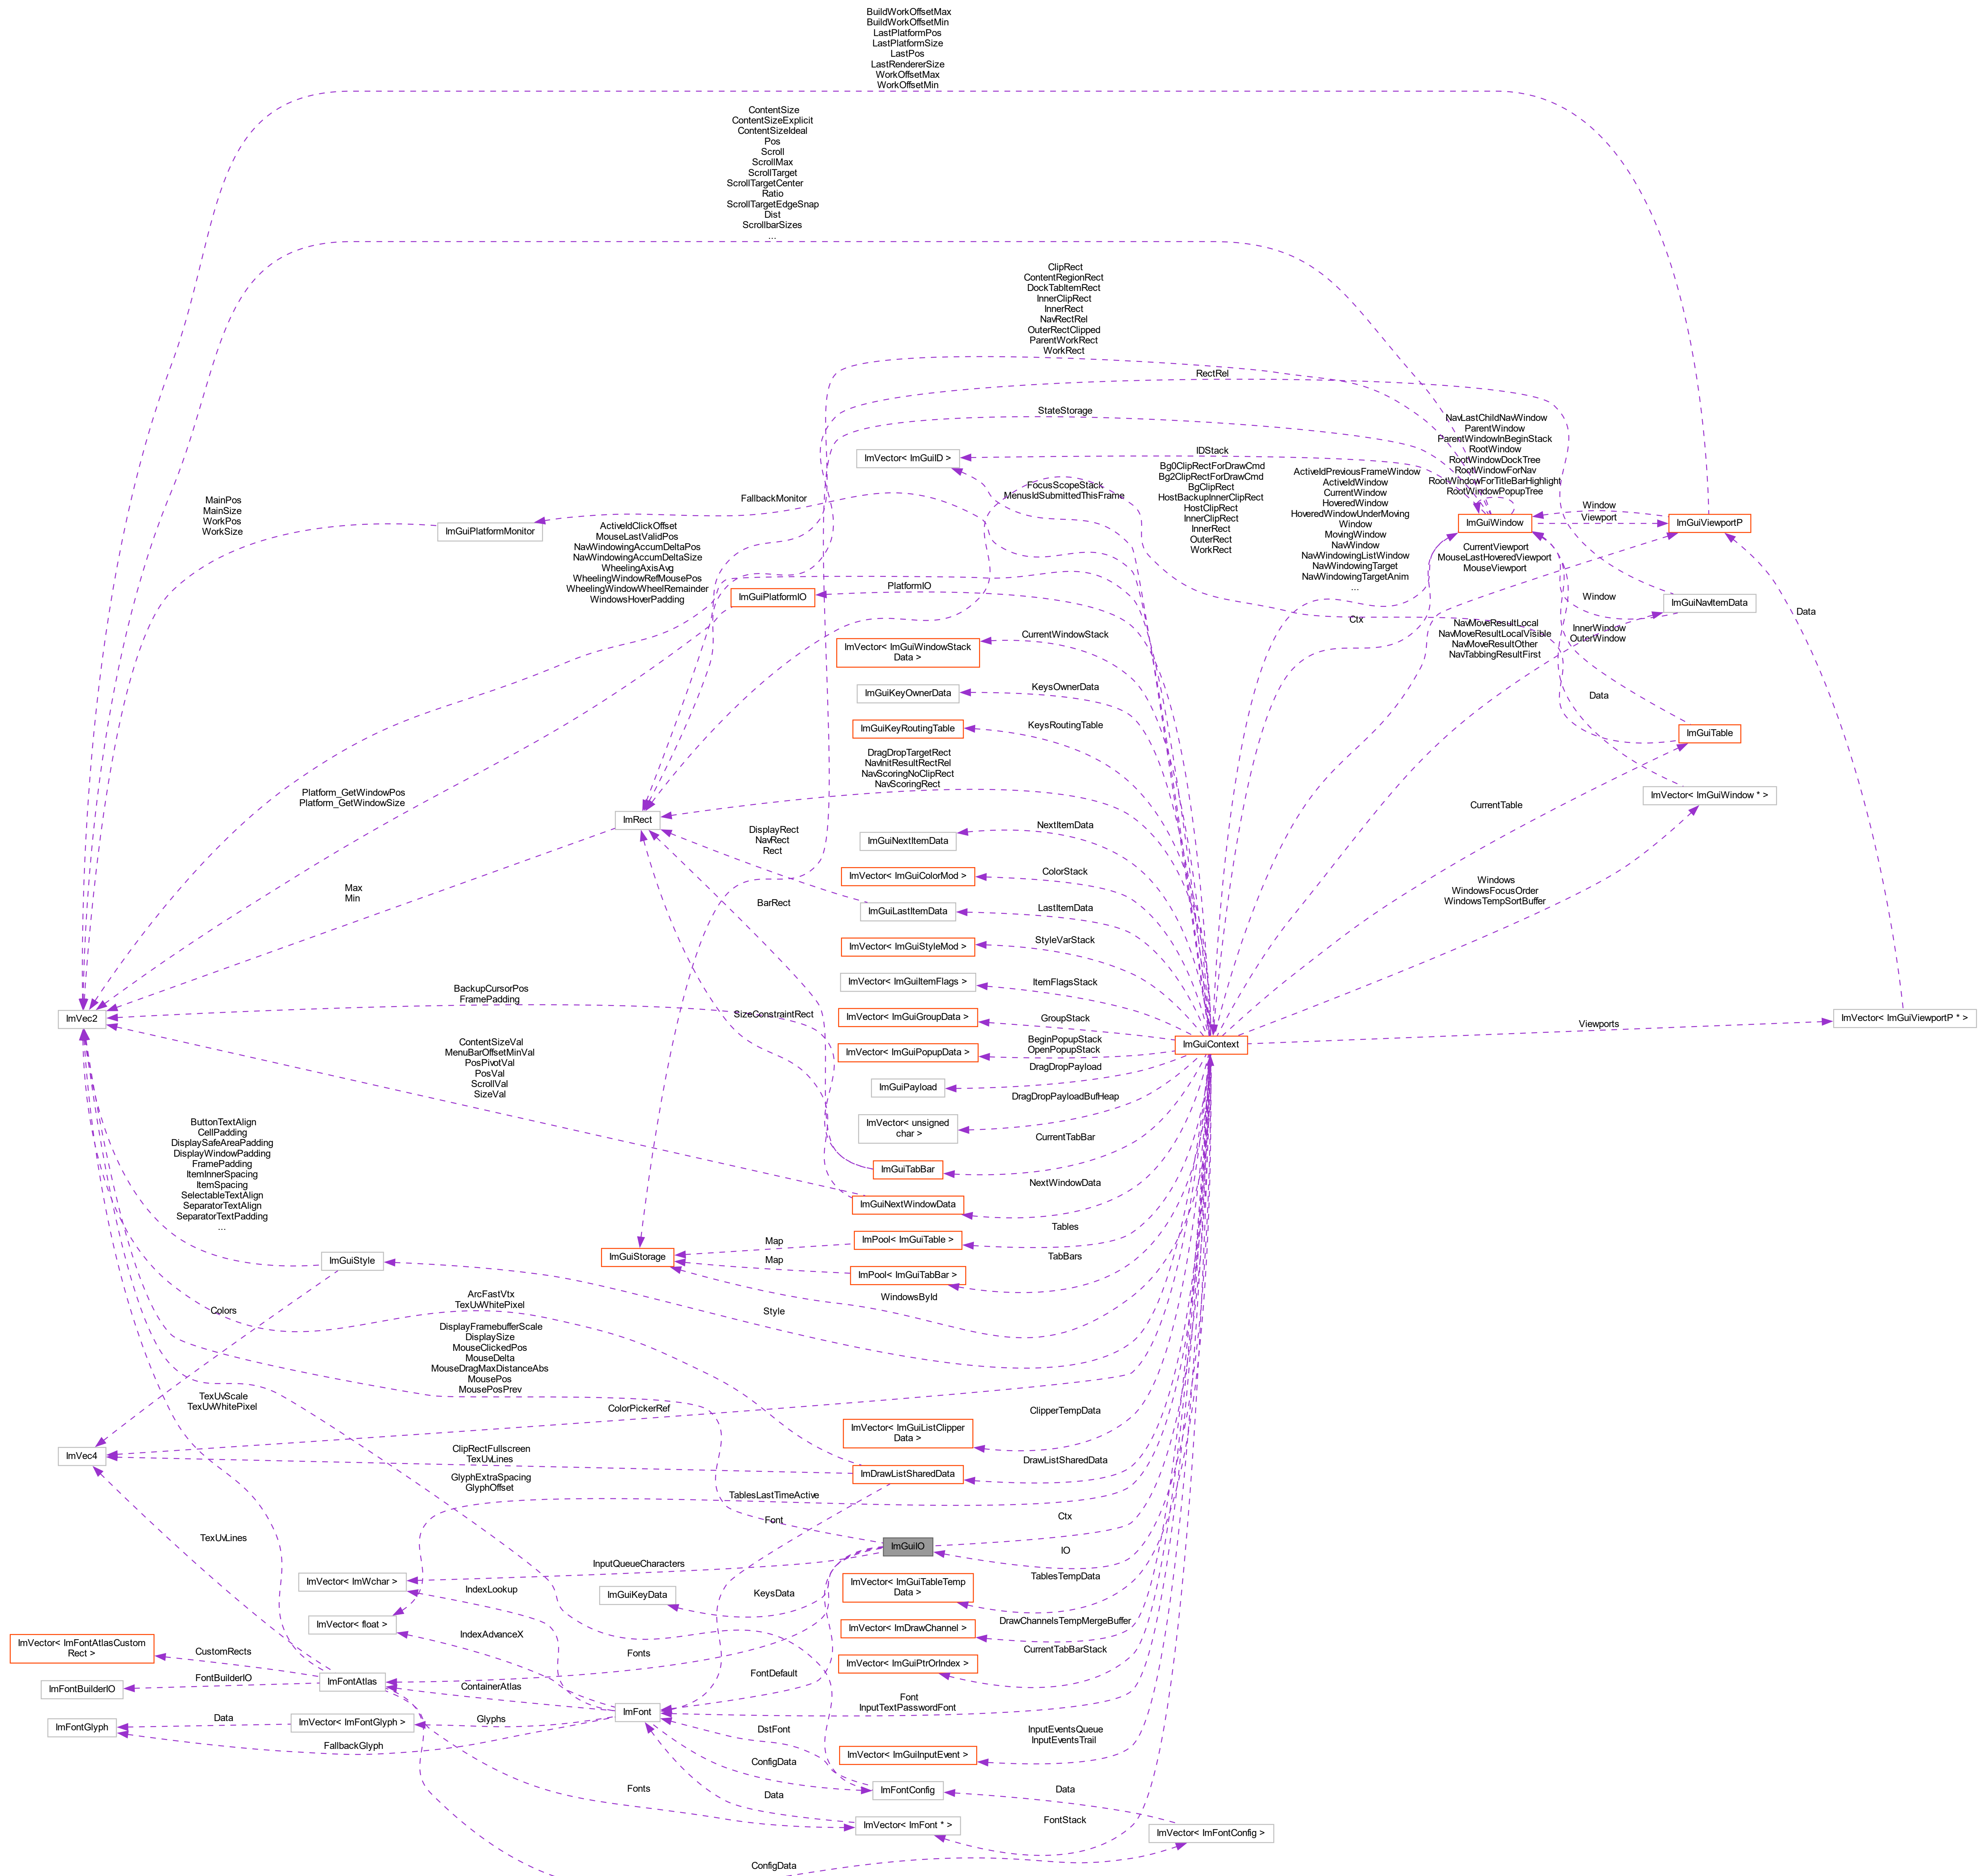 BuildWorkOffsetMax
BuildWorkOffsetMin
LastPlatformPos
LastPlatformSize
LastPos
LastRendererSize
WorkOffsetMax
WorkOffsetMin
ContentSize
ContentSizeExplicit
ContentSizeIdeal
Pos
Scroll
ScrollMax
ScrollTarget
ScrollTargetCenter
Ratio
ScrollTargetEdgeSnap
Dist
ScrollbarSizes
...
ClipRect
ContentRegionRect
DockTabItemRect
InnerClipRect
InnerRect
NavRectRel
OuterRectClipped
ParentWorkRect
WorkRect
RectRel
StateStorage
NavLastChildNavWindow
ParentWindow
ParentWindowInBeginStack
RootWindow
RootWindowDockTree
RootWindowForNav
RootWindowForTitleBarHighlight
RootWindowPopupTree
IDStack
ImVector< ImGuiID >
FocusScopeStack
MenusIdSubmittedThisFrame
Bg0ClipRectForDrawCmd
Bg2ClipRectForDrawCmd
BgClipRect
HostBackupInnerClipRect
HostClipRect
InnerClipRect
InnerRect
OuterRect
WorkRect
ActiveIdPreviousFrameWindow
ActiveIdWindow
CurrentWindow
HoveredWindow
HoveredWindowUnderMoving
Window
MovingWindow
NavWindow
NavWindowingListWindow
NavWindowingTarget
NavWindowingTargetAnim
...
ImGuiWindow
Window
Viewport
ImGuiViewportP
MainPos
MainSize
WorkPos
WorkSize
ImGuiPlatformMonitor
FallbackMonitor
ActiveIdClickOffset
MouseLastValidPos
NavWindowingAccumDeltaPos
NavWindowingAccumDeltaSize
WheelingAxisAvg
WheelingWindowRefMousePos
WheelingWindowWheelRemainder
WindowsHoverPadding
CurrentViewport
MouseLastHoveredViewport
MouseViewport
ImGuiPlatformIO
PlatformIO
Ctx
Window
ImGuiNavItemData
Data
ImVector< ImGuiWindowStack
Data >
CurrentWindowStack
NavMoveResultLocal
NavMoveResultLocalVisible
NavMoveResultOther
NavTabbingResultFirst
InnerWindow
OuterWindow
ImGuiKeyOwnerData
KeysOwnerData
Data
ImGuiKeyRoutingTable
KeysRoutingTable
ImGuiTable
DragDropTargetRect
NavInitResultRectRel
NavScoringNoClipRect
NavScoringRect
Platform_GetWindowPos
Platform_GetWindowSize
ImVector< ImGuiWindow * >
CurrentTable
ImRect
DisplayRect
NavRect
Rect
ImGuiNextItemData
NextItemData
Max
Min
ImVector< ImGuiColorMod >
ColorStack
Windows
WindowsFocusOrder
WindowsTempSortBuffer
BarRect
ImGuiLastItemData
LastItemData
ImVector< ImGuiStyleMod >
StyleVarStack
ImVector< ImGuiItemFlags >
ItemFlagsStack
BackupCursorPos
FramePadding
ImVec2
SizeConstraintRect
ImVector< ImGuiGroupData >
GroupStack
Viewports
ImVector< ImGuiViewportP * >
ImGuiContext
ContentSizeVal
MenuBarOffsetMinVal
PosPivotVal
PosVal
ScrollVal
SizeVal
ImVector< ImGuiPopupData >
BeginPopupStack
OpenPopupStack
ImGuiPayload
DragDropPayload
DragDropPayloadBufHeap
ImVector< unsigned
char >
CurrentTabBar
ImGuiTabBar
ButtonTextAlign
CellPadding
DisplaySafeAreaPadding
DisplayWindowPadding
FramePadding
ItemInnerSpacing
ItemSpacing
SelectableTextAlign
SeparatorTextAlign
SeparatorTextPadding
...
ImGuiNextWindowData
NextWindowData
ImPool< ImGuiTable >
Tables
Map
ImGuiStorage
ImGuiStyle
Map
ImPool< ImGuiTabBar >
TabBars
WindowsById
Colors
ArcFastVtx
TexUvWhitePixel
Style
DisplayFramebufferScale
DisplaySize
MouseClickedPos
MouseDelta
MouseDragMaxDistanceAbs
MousePos
MousePosPrev
TexUvScale
TexUvWhitePixel
ColorPickerRef
ClipperTempData
ImVector< ImGuiListClipper
Data >
ImVec4
ClipRectFullscreen
TexUvLines
ImDrawListSharedData
DrawListSharedData
GlyphExtraSpacing
GlyphOffset
TablesLastTimeActive
Font
Ctx
TexUvLines
ImGuiIO
IO
InputQueueCharacters
ImVector< ImWchar >
IndexLookup
ImGuiKeyData
KeysData
ImVector< ImGuiTableTemp
Data >
TablesTempData
ImVector< float >
DrawChannelsTempMergeBuffer
ImVector< ImDrawChannel >
IndexAdvanceX
ImVector< ImFontAtlasCustom
Rect >
CustomRects
Fonts
CurrentTabBarStack
ImVector< ImGuiPtrOrIndex >
FontBuilderIO
ImFontBuilderIO
ImFontAtlas
ContainerAtlas
FontDefault
Font
InputTextPasswordFont
ImFont
ImFontGlyph
Data
ImVector< ImFontGlyph >
Glyphs
FallbackGlyph
DstFont
InputEventsQueue
InputEventsTrail
ImVector< ImGuiInputEvent >
ConfigData
ImFontConfig
Fonts
Data
Data
ImVector< ImFont * >
FontStack
ImVector< ImFontConfig >
ConfigData